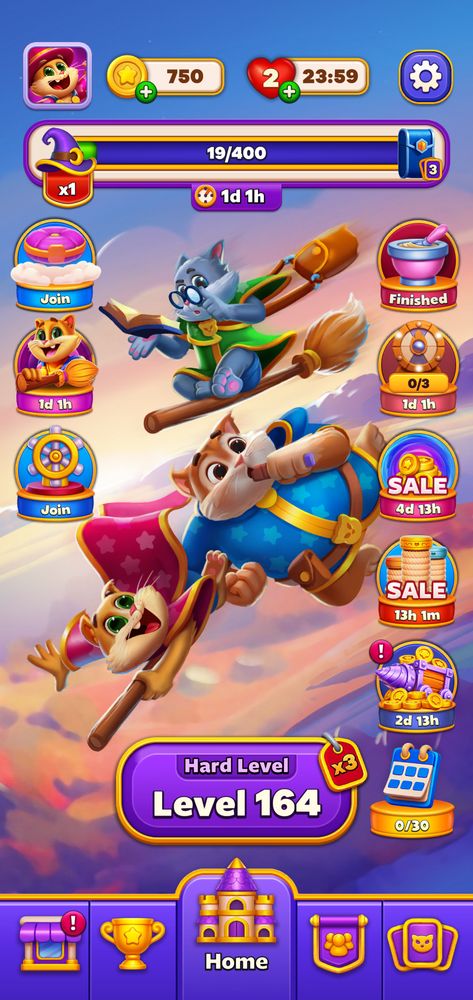 750
2
23:59
19/400
x1
3
1d 1h
Join
Finished
1d 1h
0/3
1d 1h
Join
SALE
4d 13h
SALE
13h 1m
!
2d 13h
Hard Level
x3
Level 164
0/30
!
Home